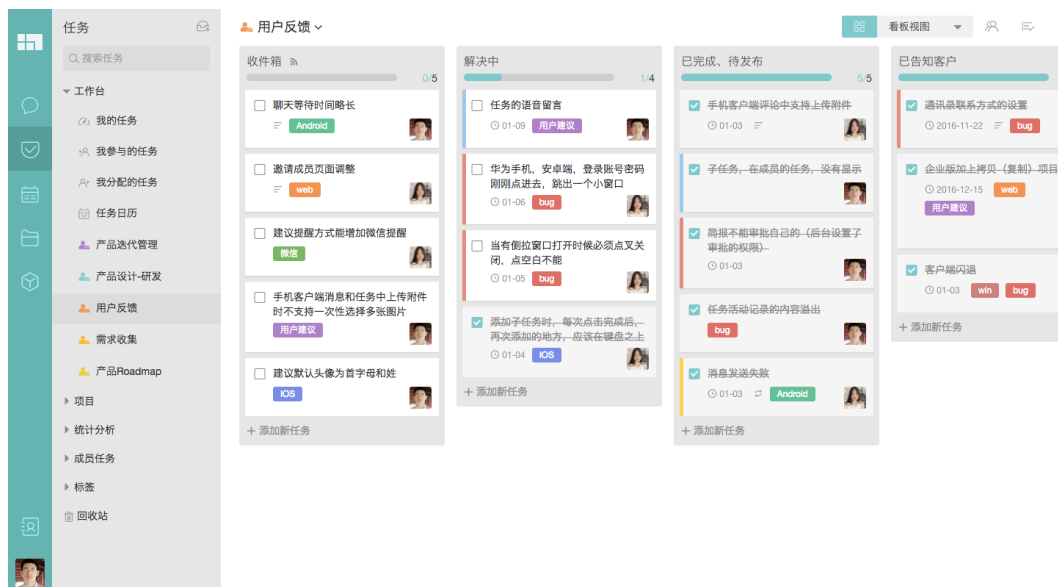 任务
搜索任务
工作台
我的任务
我参与的任务
我分配的任务
任务日历
产品迭代管理
产品设计-研发
用户反馈
需求收集
产品Roadmap
项目
统计分析
成员任务
标签
回收站
用户反馈
看板视图
收件箱
0/5
聊天等待时间略长
Android
邀请成员页面调整
web
建议提醒方式能增加微信提醒
微信
手机客户端消息和任务中上传附件
时不支持一次性选择多张图片
用户建议
建议默认头像为首字母和姓
IOS
+ 添加新任务
解决中
1/4
任务的语音留言
01-09 用户建议
华为手机，安卓端，登录账号密码
刚刚点进去，跳出一个小窗口
01-06 bug
当有侧拉窗口打开时候必须点叉关
闭，点空白不能
01-05 bug
添加子任务时，每次点击完成后，
再次添加的地方，应该在键盘之上
01-04 IOS
+ 添加新任务
已完成、待发布
5/5
手机客户端评论中支持上传附件
01-03
子任务，在成员的任务，没有显示
简报不能审批自己的（后台设置了
审批的权限）
01-03
任务活动记录的内容溢出
bug
消息发送失败
01-03 Android
+ 添加新任务
已告知客户
通讯录联系方式的设置
2016-11-22 bug
企业版加上拷贝（复制）项目
2016-12-15 web
用户建议
客户端闪退
01-03 win bug
+ 添加新任务